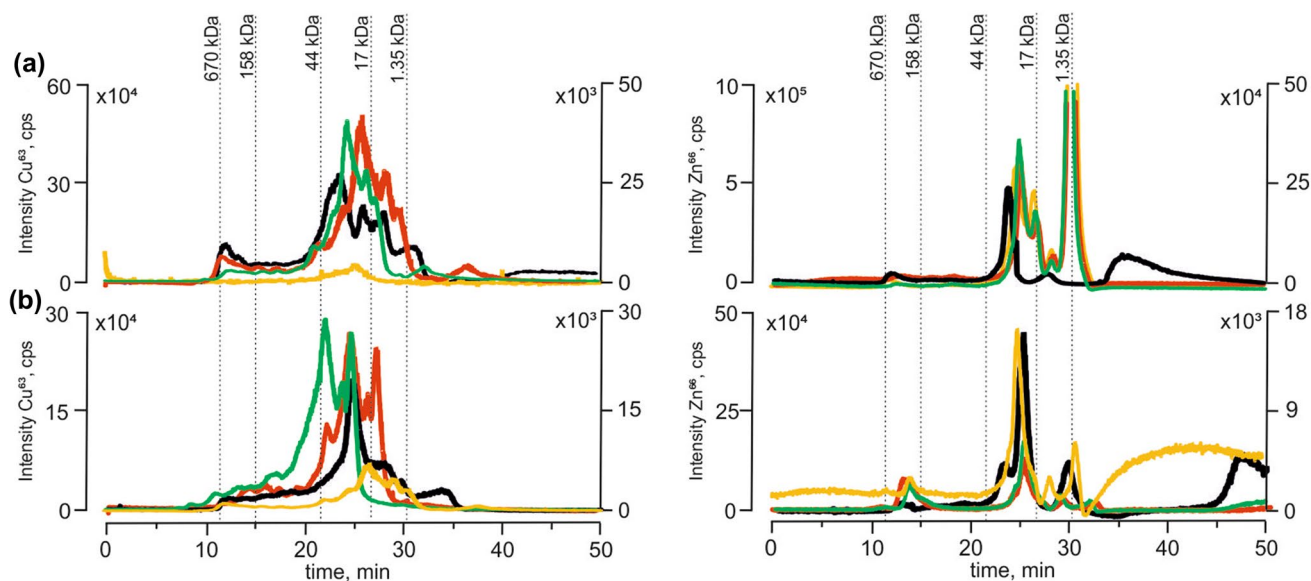 670 kDa
158 kDa
44 kDa
17 kDa
1.35 kDa
670 kDa
158 kDa
44 kDa
17 kDa
1.35 kDa
(a)
60
x10⁴
x10³
50
10
x10⁵
x10⁴
50
Intensity Cu⁶³, cps
30
25
Intensity Zn⁶⁶, cps
5
25
0
0
0
0
(b)
30
x10⁴
x10³
30
50
x10⁴
x10³
18
Intensity Cu⁶³, cps
15
15
Intensity Zn⁶⁶, cps
25
9
0
0
0
0
0 10 20 30 40 50
time, min
0 10 20 30 40 50
time, min